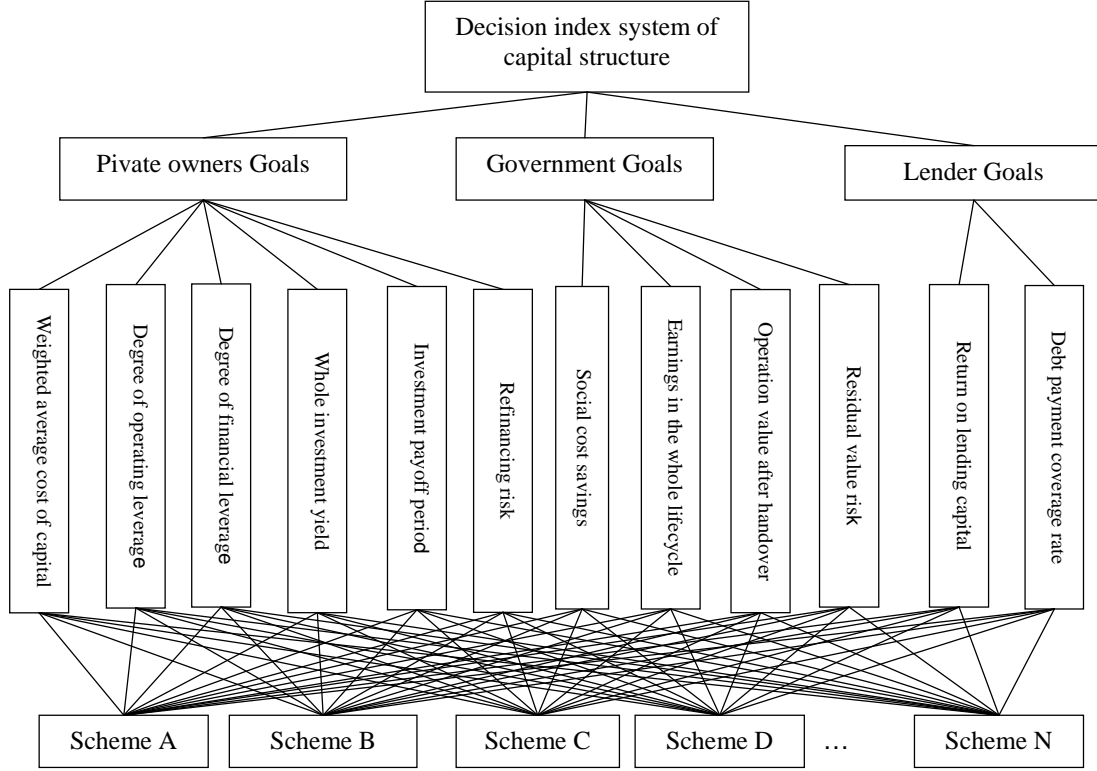 Decision index system of
capital structure
Pivate owners Goals
Government Goals
Lender Goals
Weighted average cost of capital
Degree of operating leverage
Degree of financial leverage
Whole investment yield
Investment payoff period
Refinancing risk
Social cost savings
Earnings in the whole lifecycle
Operation value after handover
Residual value risk
Return on lending capital
Debt payment coverage rate
Scheme A
Scheme B
Scheme C
Scheme D
…
Scheme N